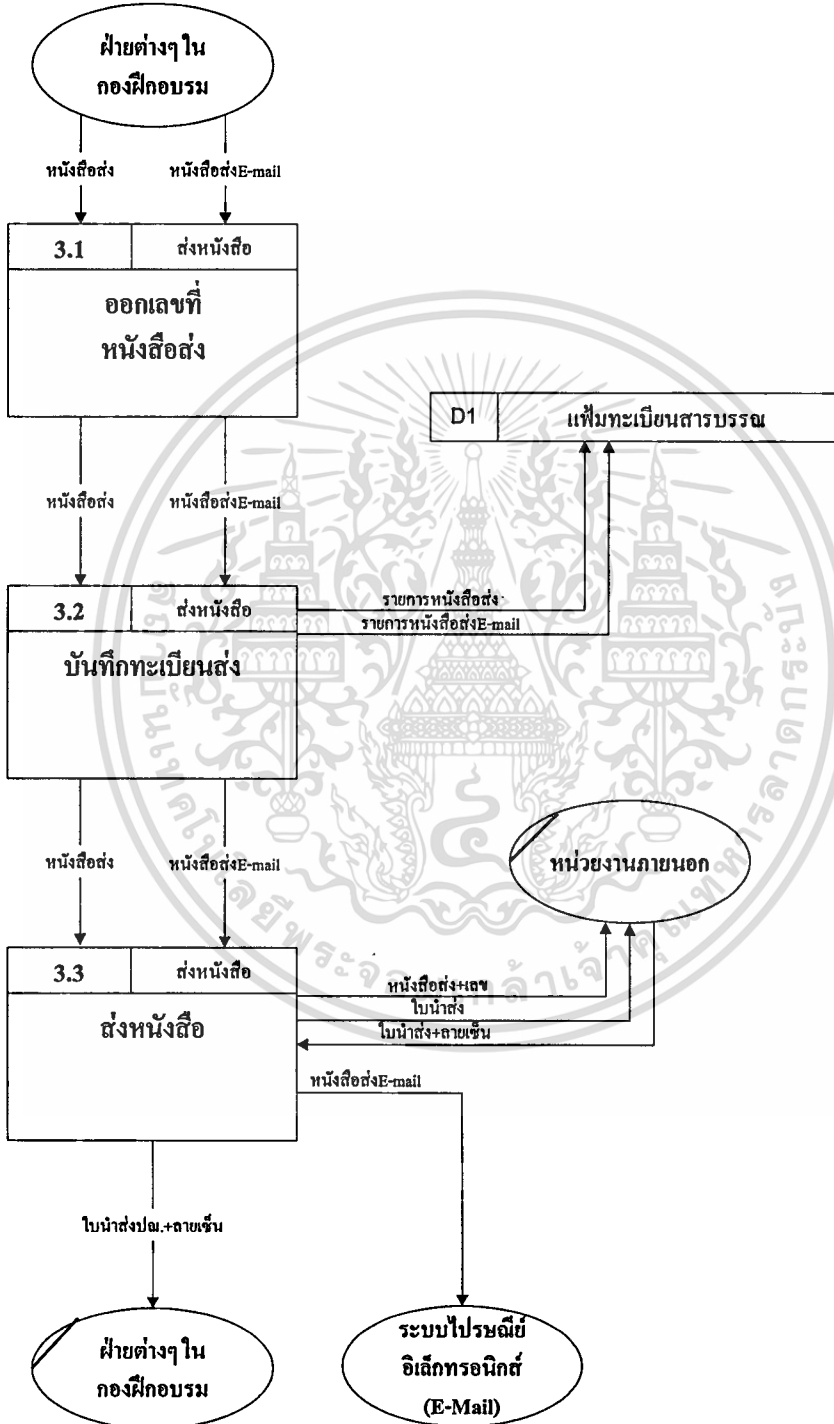 ฝ่ายต่างๆ ใน
กองฝึกอบรม
หนังสือส่ง
หนังสือส่งE-mail
3.1
ส่งหนังสือ
ออกเลขที่
หนังสือส่ง
D1
แฟ้มทะเบียนสารบรรณ
หนังสือส่ง
หนังสือส่งE-mail
3.2
ส่งหนังสือ
รายการหนังสือส่ง
รายการหนังสือส่งE-mail
บันทึกทะเบียนส่ง
หนังสือส่ง
หนังสือส่งE-mail
หน่วยงานภายนอก
3.3
ส่งหนังสือ
หนังสือส่ง+เลข
ใบนำส่ง
ใบนำส่ง+ลายเซ็น
ส่งหนังสือ
หนังสือส่งE-mail
ใบนำส่งปณ.+ลายเซ็น
ฝ่ายต่างๆ ใน
กองฝึกอบรม
ระบบไปรษณีย์
อิเล็กทรอนิกส์
(E-Mail)